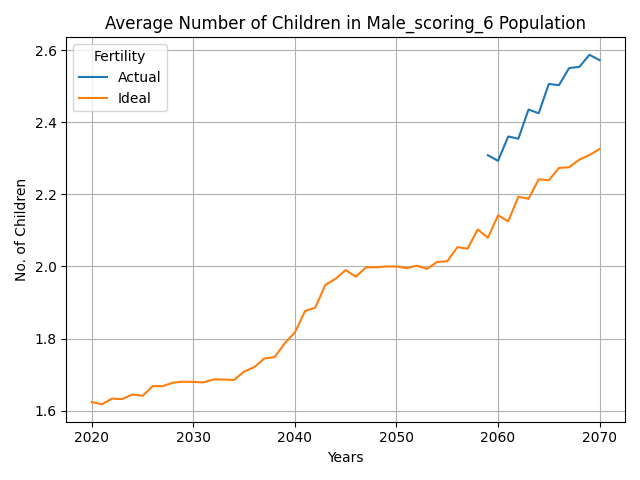 Average Number of Children in Male_scoring_6 Population
Fertility
Actual
Ideal
No. of Children
2.6
2.4
2.2
2.0
1.8
1.6
2020 2030 2040 2050 2060 2070
Years